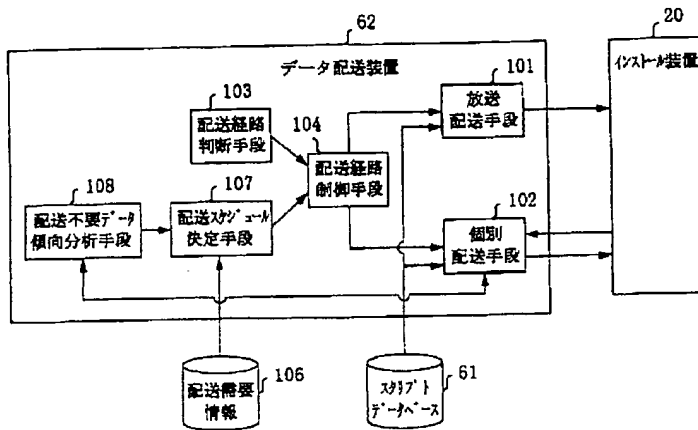 62
20
データ配送装置
インストール装置
101
放送
配送手段
103
配送経路
判断手段
104
配送経路
制御手段
108
配送不要データ
傾向分析手段
107
配送スケジュール
決定手段
102
個別
配送手段
配送需要
情報
106
スクリプト
データベース
61